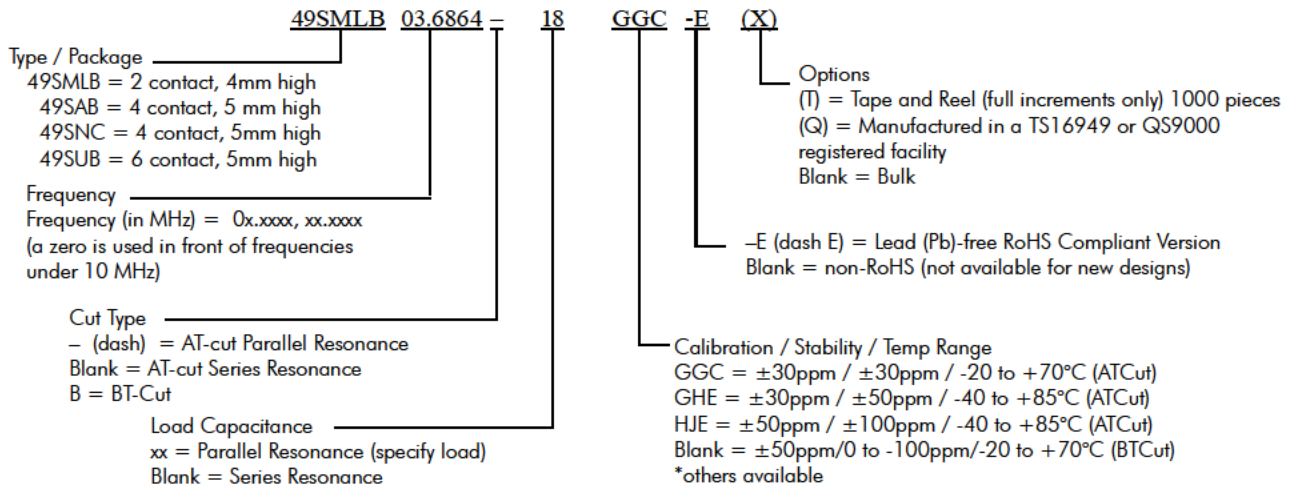 49SMLB 03.6864 – 18 GGC -E (X)
Type / Package
49SMLB = 2 contact, 4mm high
49SAB = 4 contact, 5 mm high
49SNC = 4 contact, 5mm high
49SUB = 6 contact, 5mm high
Frequency
Frequency (in MHz) = 0x.xxxx, xx.xxxx
(a zero is used in front of frequencies
under 10 MHz)
Cut Type
– (dash) = AT-cut Parallel Resonance
Blank = AT-cut Series Resonance
B = BT-Cut
Load Capacitance
xx = Parallel Resonance (specify load)
Blank = Series Resonance
Options
(T) = Tape and Reel (full increments only) 1000 pieces
(Q) = Manufactured in a TS16949 or QS9000
registered facility
Blank = Bulk
–E (dash E) = Lead (Pb)-free RoHS Compliant Version
Blank = non-RoHS (not available for new designs)
Calibration / Stability / Temp Range
GGC = ±30ppm / ±30ppm / -20 to +70°C (ATCut)
GHE = ±30ppm / ±50ppm / -40 to +85°C (ATCut)
HJE = ±50ppm / ±100ppm / -40 to +85°C (ATCut)
Blank = ±50ppm/0 to -100ppm/-20 to +70°C (BTCut)
*others available